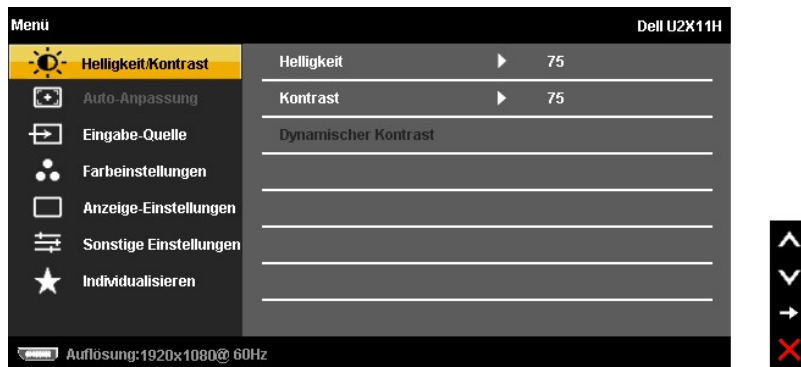 Menü Dell U2X11H
Helligkeit/Kontrast
Auto-Anpassung
Eingabe-Quelle
Farbeinstellungen
Anzeige-Einstellungen
Sonstige Einstellungen
Individualisieren
Helligkeit 75
Kontrast 75
Dynamischer Kontrast
Auflösung:1920x1080@ 60Hz